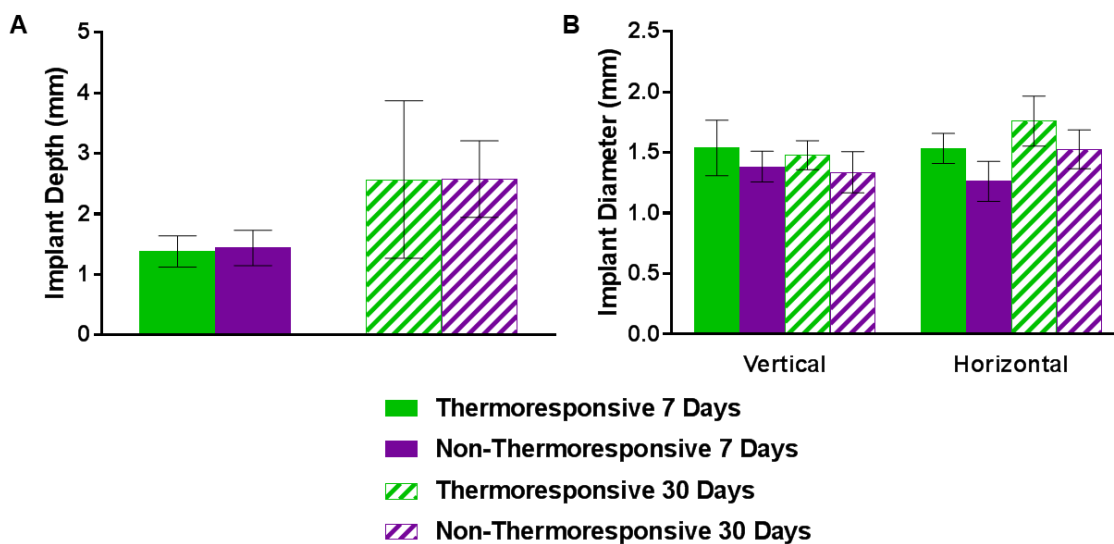 A
Implant Depth (mm)
5
4
3
2
1
0
B
Implant Diameter (mm)
2.5
2.0
1.5
1.0
0.5
0.0
Vertical
Horizontal
Thermoresponsive 7 Days
Non-Thermoresponsive 7 Days
Thermoresponsive 30 Days
Non-Thermoresponsive 30 Days